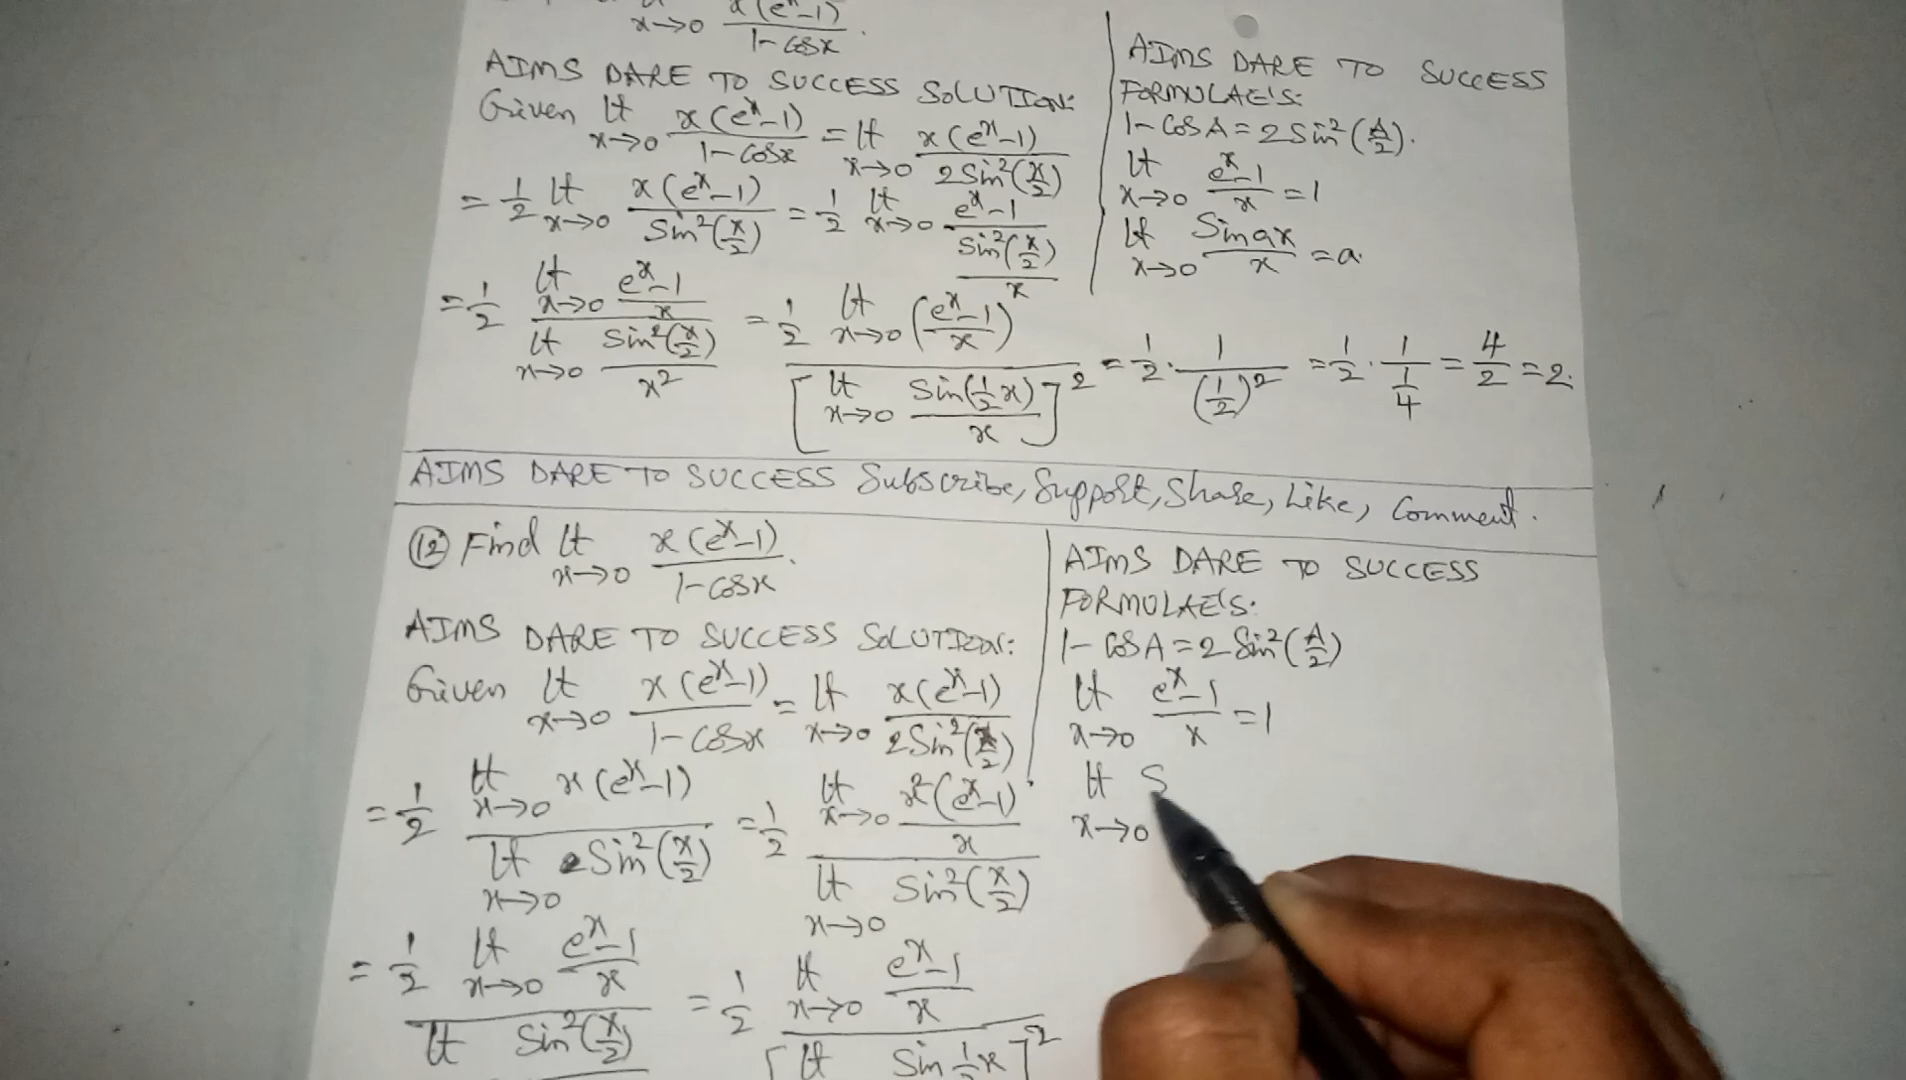 x→0 x(eˣ-1)/1-cosx.
AIMS DARE TO SUCCESS SOLUTION:
Given lt x→0 x(eˣ-1)/1-cosx = lt x→0 x(eˣ-1)/2Sin²(x/2)
= 1/2 lt x→0 x(eˣ-1)/Sin²(x/2) = 1/2 lt x→0 eˣ-1/(Sin²(x/2)/x)
= 1/2 (lt x→0 (eˣ-1)/x)/(lt x→0 Sin²(x/2)/x²) = 1/2 lt x→0 ((eˣ-1)/x)/[lt x→0 Sin(1/2 x)/x]² = 1/2 · 1/(1/2)² = 1/2 · 1/(1/4) = 4/2 = 2.
AIMS DARE TO SUCCESS
FORMULAE'S:
1-cosA = 2Sin²(A/2).
lt x→0 (eˣ-1)/x = 1
lt x→0 Sinax/x = a.
AIMS DARE TO SUCCESS Subscribe, Support, Share, Like, Comment.
⑫ Find lt x→0 x(eˣ-1)/1-cosx.
AIMS DARE TO SUCCESS SOLUTION:
Given lt x→0 x(eˣ-1)/1-cosx = lt x→0 x(eˣ-1)/2Sin²(x/2)
= 1/2 (lt x→0 x(eˣ-1))/(lt x→0 Sin²(x/2)) = 1/2 (lt x→0 x²(eˣ-1)/x)/(lt x→0 Sin²(x/2))
= 1/2 (lt x→0 (eˣ-1)/x)/(lt Sin²(x/2) = 1/2 (lt x→0 (eˣ-1)/x)/[lt Sin 1/2 x]²
AIMS DARE TO SUCCESS
FORMULAE'S:
1-cosA = 2Sin²(A/2)
lt x→0 (eˣ-1)/x = 1
lt x→0 S